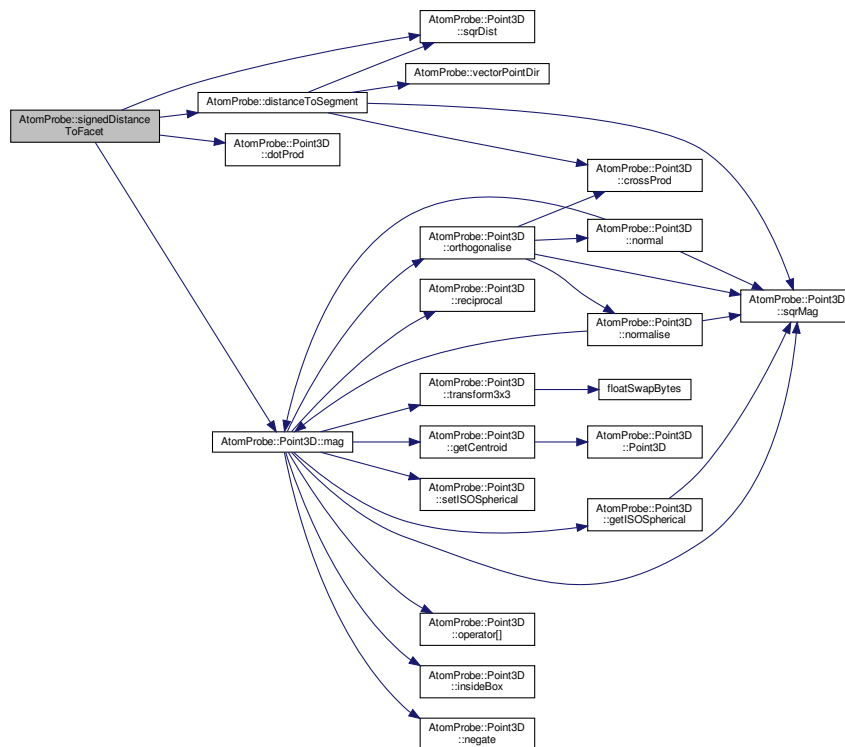 AtomProbe::Point3D
::sqrDist
AtomProbe::vectorPointDir
AtomProbe::distanceToSegment
AtomProbe::signedDistance
ToFacet
AtomProbe::Point3D
::dotProd
AtomProbe::Point3D
::crossProd
AtomProbe::Point3D
::orthogonalise
AtomProbe::Point3D
::normal
AtomProbe::Point3D
::reciprocal
AtomProbe::Point3D
::sqrMag
AtomProbe::Point3D
::normalise
AtomProbe::Point3D
::transform3x3
floatSwapBytes
AtomProbe::Point3D::mag
AtomProbe::Point3D
::getCentroid
AtomProbe::Point3D
::Point3D
AtomProbe::Point3D
::setISOSpherical
AtomProbe::Point3D
::getISOSpherical
AtomProbe::Point3D
::operator[]
AtomProbe::Point3D
::insideBox
AtomProbe::Point3D
::negate